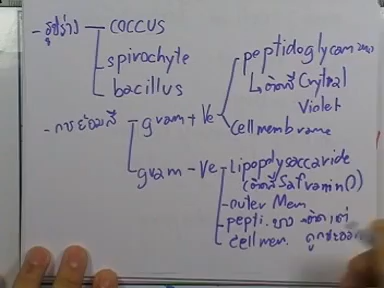 - รูปร่าง - coccus
spirochyte
bacillus
- การย้อมสี - gram + Ve
peptidoglycan หนา
↳ ติดสี Crytal
Violet
cell membrane
gram - Ve
Lipopolysaccaride
(ติดสี Safranin O)
- outer Mem
- pepti. บาง
- cell mem.